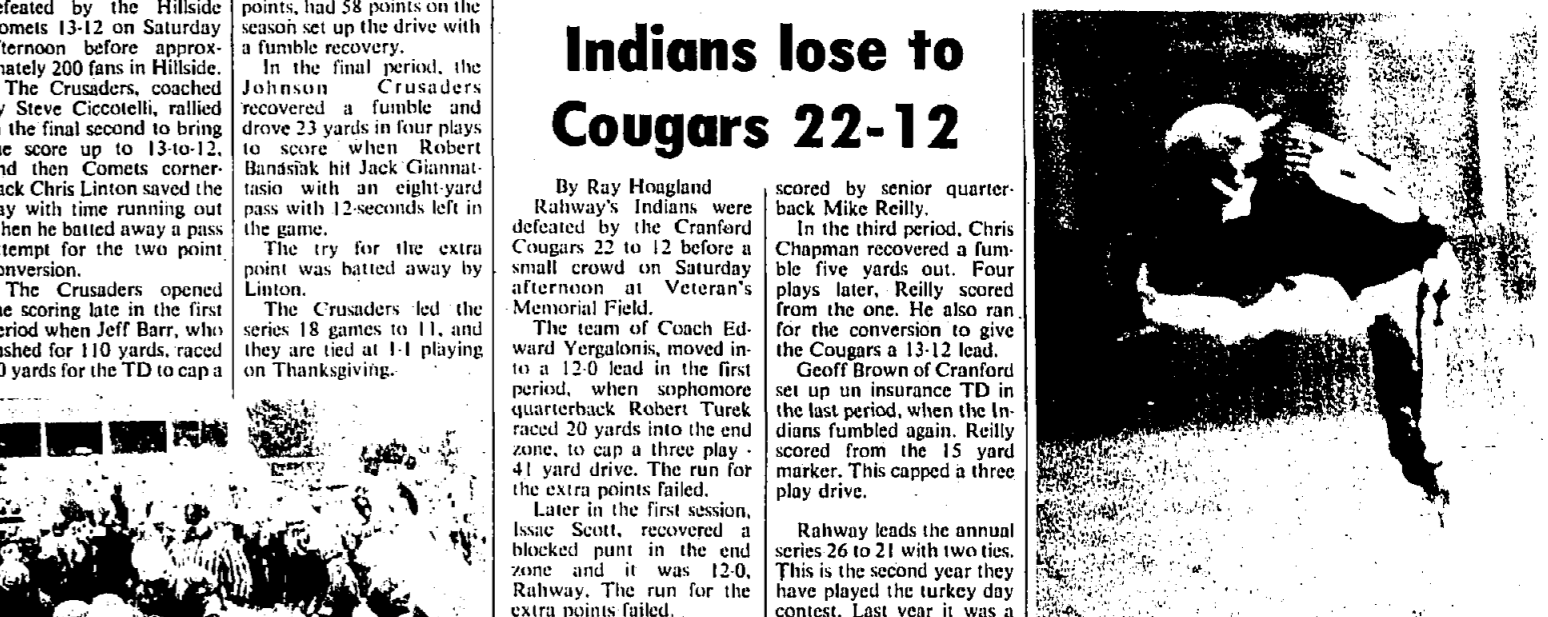 efeated by the Hillside
omets 13-12 on Saturday
ternoon before approx-
nately 200 fans in Hillside.
The Crusaders, coached
y Steve Ciccotelli, rallied
the final second to bring
e score up to 13-to-12,
nd then Comets corner-
ack Chris Linton saved the
ay with time running out
hen he batted away a pass
ttempt for the two point
onversion.
The Crusaders opened
e scoring late in the first
eriod when Jeff Barr, who
ushed for 110 yards, raced
0 yards for the TD to cap a
points, had 58 points on the
season set up the drive with
a fumble recovery.
In the final period, the
Johnson Crusaders
recovered a fumble and
drove 23 yards in four plays
to score when Robert
Banasiak hit Jack Giannat-
tasio with an eight-yard
pass with 12-seconds left in
the game.
The try for the extra
point was batted away by
Linton.
The Crusaders led the
series 18 games to 11, and
they are tied at 1-1 playing
on Thanksgiving.
Indians lose to
Cougars 22-12
By Ray Hoagland
Rahway's Indians were
defeated by the Cranford
Cougars 22 to 12 before a
small crowd on Saturday
afternoon at Veteran's
Memorial Field.
The team of Coach Ed-
ward Yergalonis, moved in-
to a 12-0 lead in the first
period, when sophomore
quarterback Robert Turek
raced 20 yards into the end
zone, to cap a three play -
41 yard drive. The run for
the extra points failed.
Later in the first session,
Issac Scott, recovered a
blocked punt in the end
zone and it was 12-0,
Rahway. The run for the
extra points failed.
scored by senior quarter-
back Mike Reilly.
In the third period, Chris
Chapman recovered a fum-
ble five yards out. Four
plays later, Reilly scored
from the one. He also ran
for the conversion to give
the Cougars a 13-12 lead.
Geoff Brown of Cranford
set up un insurance TD in
the last period, when the In-
dians fumbled again. Reilly
scored from the 15 yard
marker. This capped a three
play drive.
Rahway leads the annual
series 26 to 21 with two ties.
This is the second year they
have played the turkey day
contest. Last year it was a